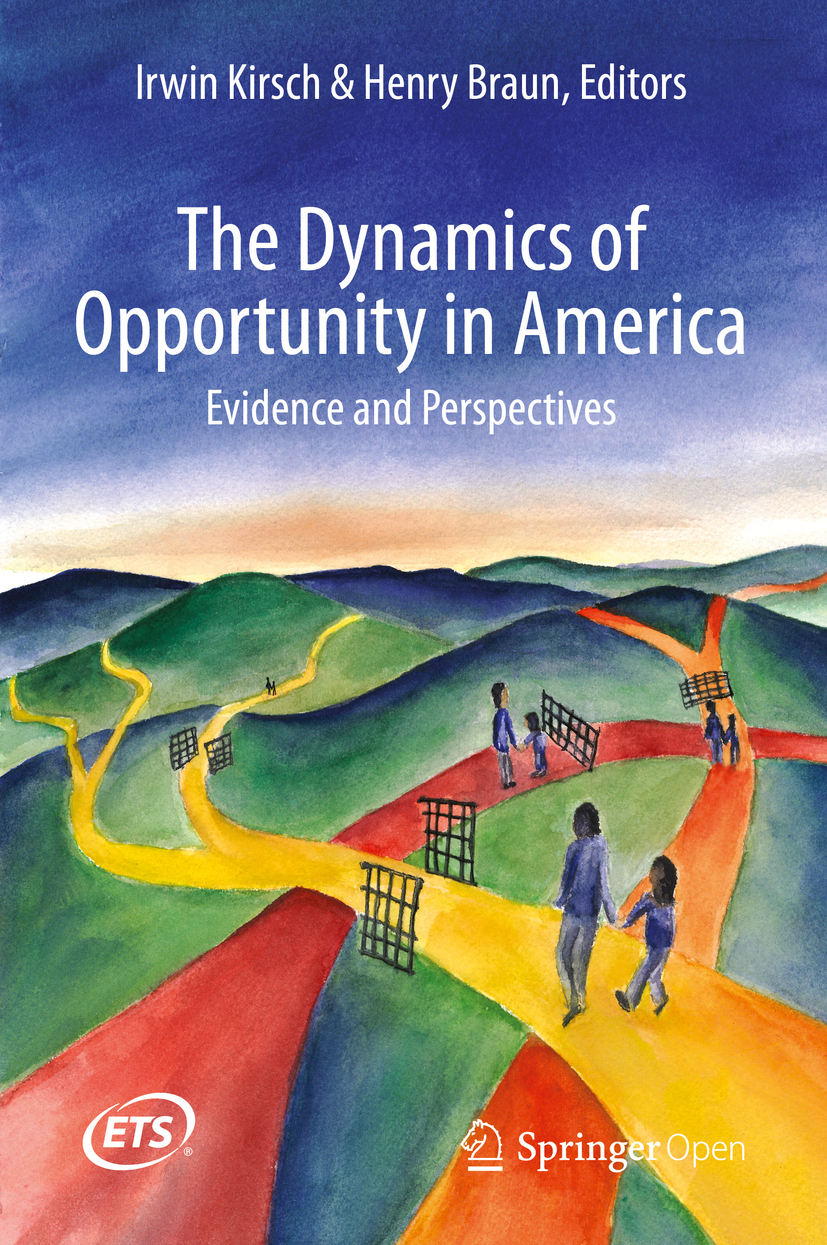 Irwin Kirsch & Henry Braun, Editors
The Dynamics of
Opportunity in America
Evidence and Perspectives
ETS®
Springer Open